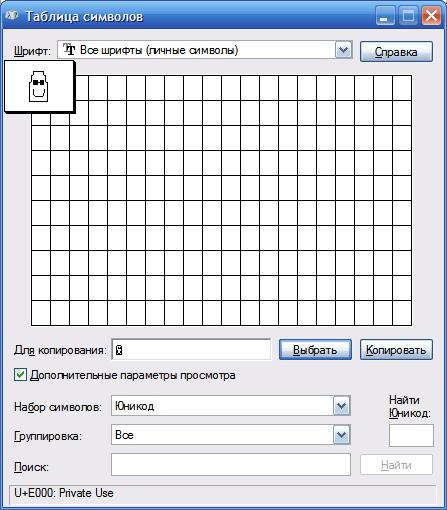 Таблица символов
Шрифт: Все шрифты (личные символы) Справка
Для копирования: Выбрать Копировать
Дополнительные параметры просмотра
Набор символов: Юникод
Найти Юникод:
Группировка: Все
Поиск: Найти
U+E000: Private Use